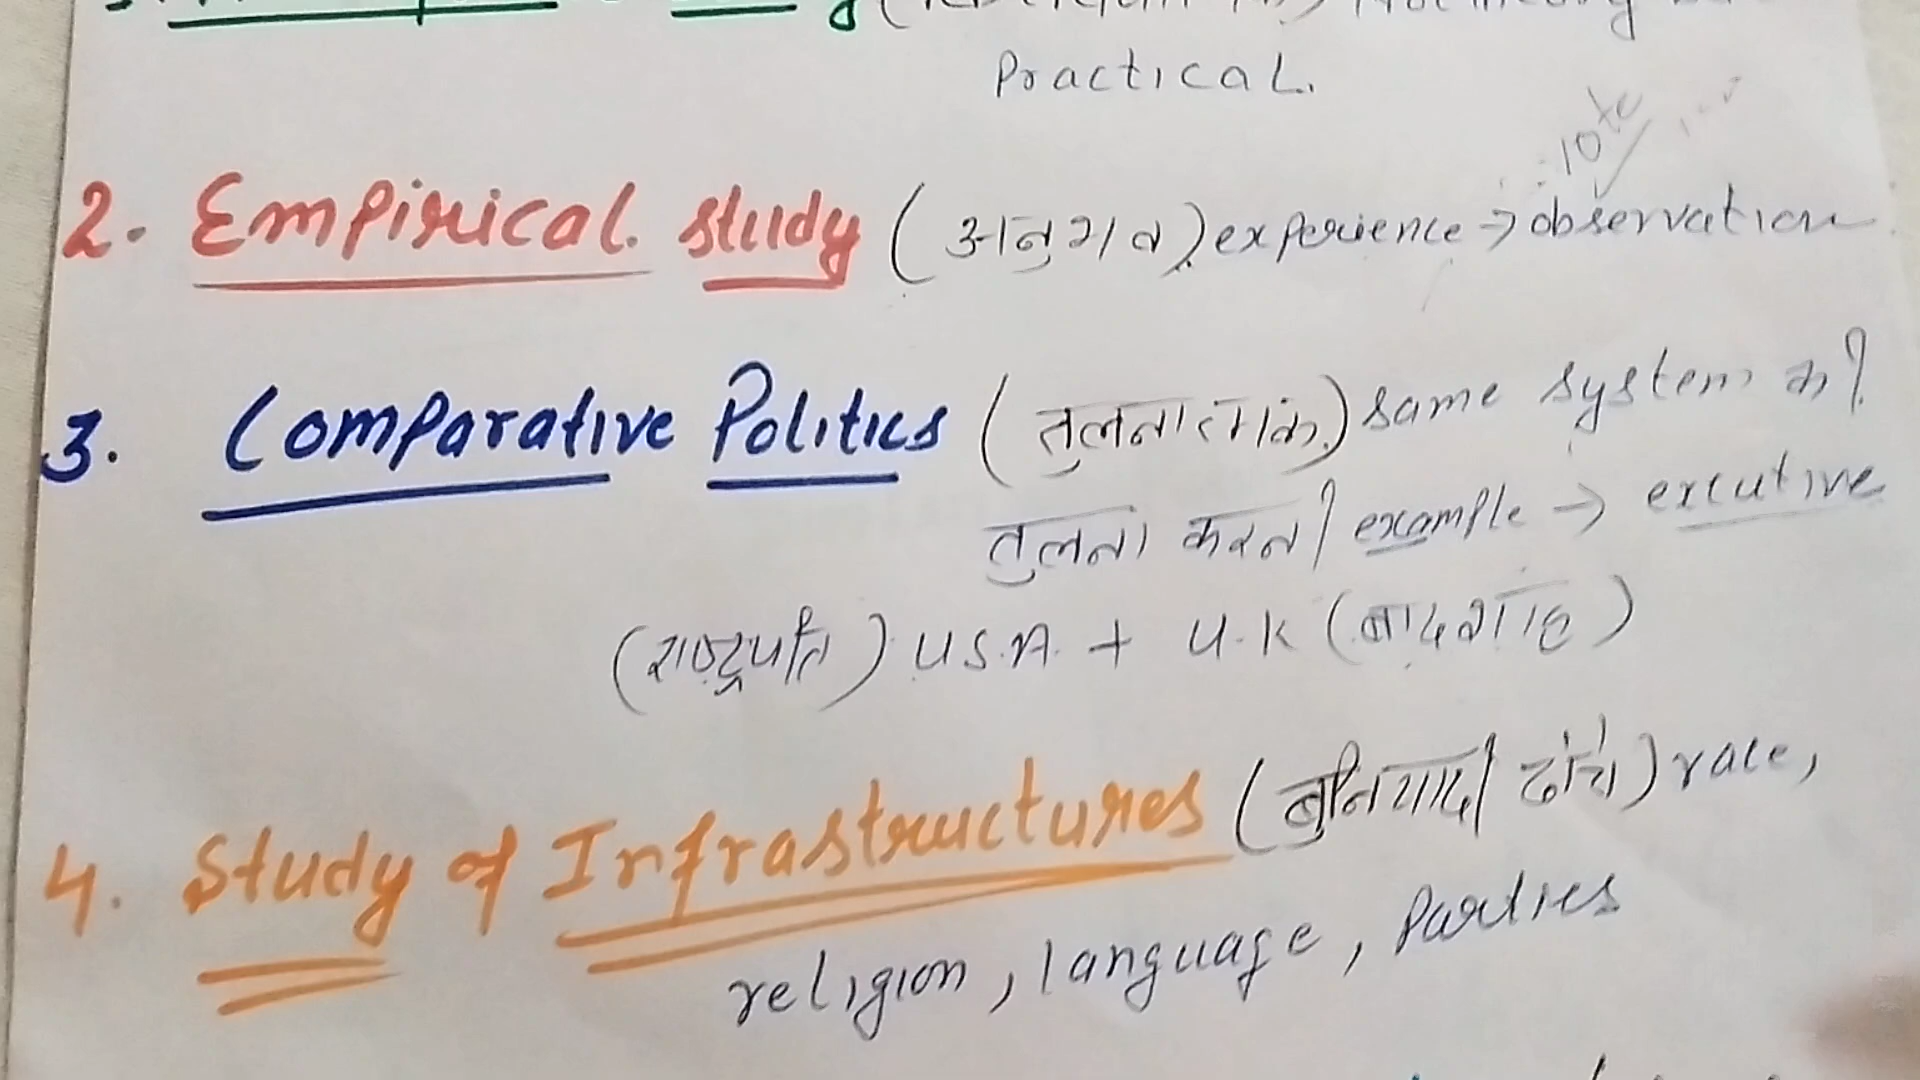 Practical.
2. Empirical study (अनुभव) experience → observation
3. Comparative Politics (तुलनात्मक) same system की
तुलना करना example → excutive
(राष्ट्रपति) U.S.A. + U.K (बादशाह)
4. Study of Infrastructures (बुनियादी ढांचे) race,
religion, language, Parties